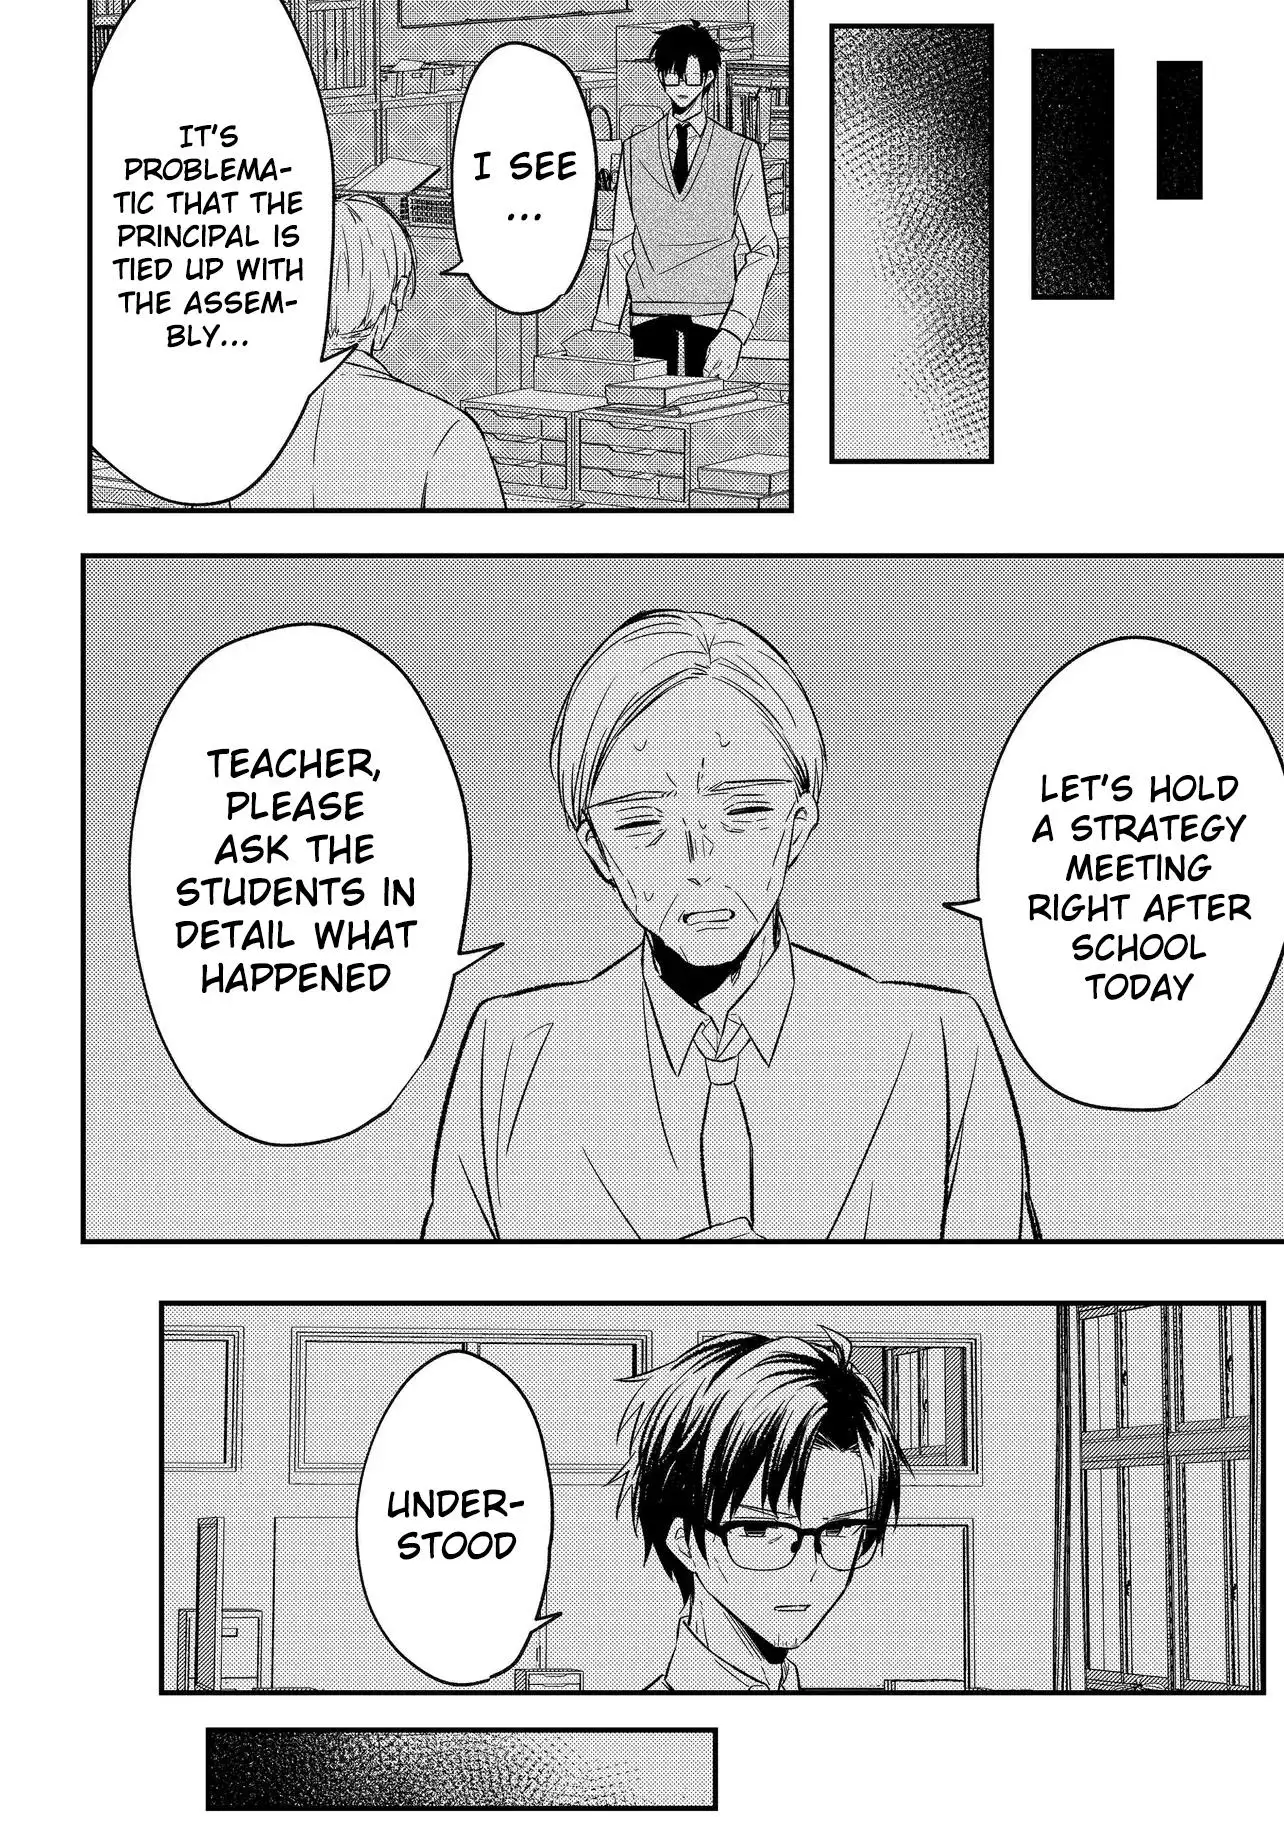 I SEE
...
IT'S
PROBLEMA-
TIC THAT THE
PRINCIPAL IS
TIED UP WITH
THE ASSEM-
BLY...
LET'S HOLD
A STRATEGY
MEETING
RIGHT AFTER
SCHOOL
TODAY
TEACHER,
PLEASE
ASK THE
STUDENTS IN
DETAIL WHAT
HAPPENED
UNDER-
STOOD